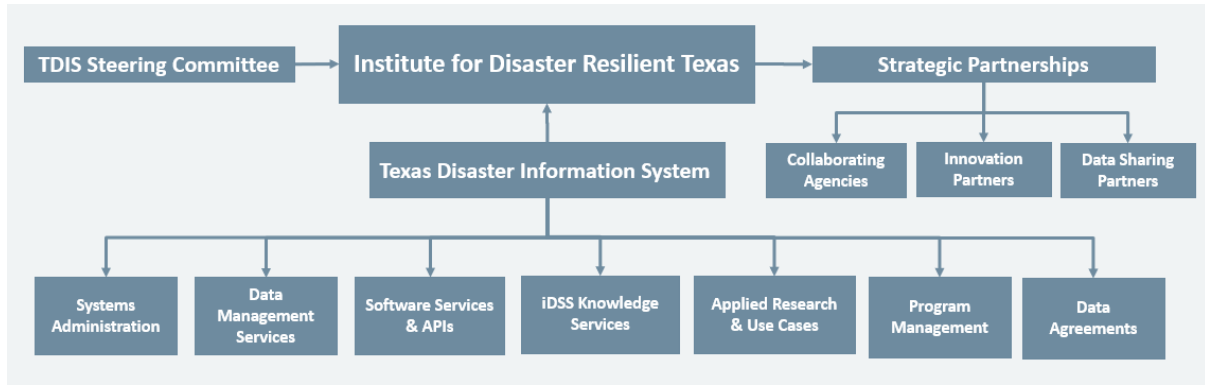 TDIS Steering Committee
Institute for Disaster Resilient Texas
Strategic Partnerships
Texas Disaster Information System
Collaborating
Agencies
Innovation
Partners
Data Sharing
Partners
Systems
Administration
Data
Management
Services
Software Services
& APIs
iDSS Knowledge
Services
Applied Research
& Use Cases
Program
Management
Data
Agreements